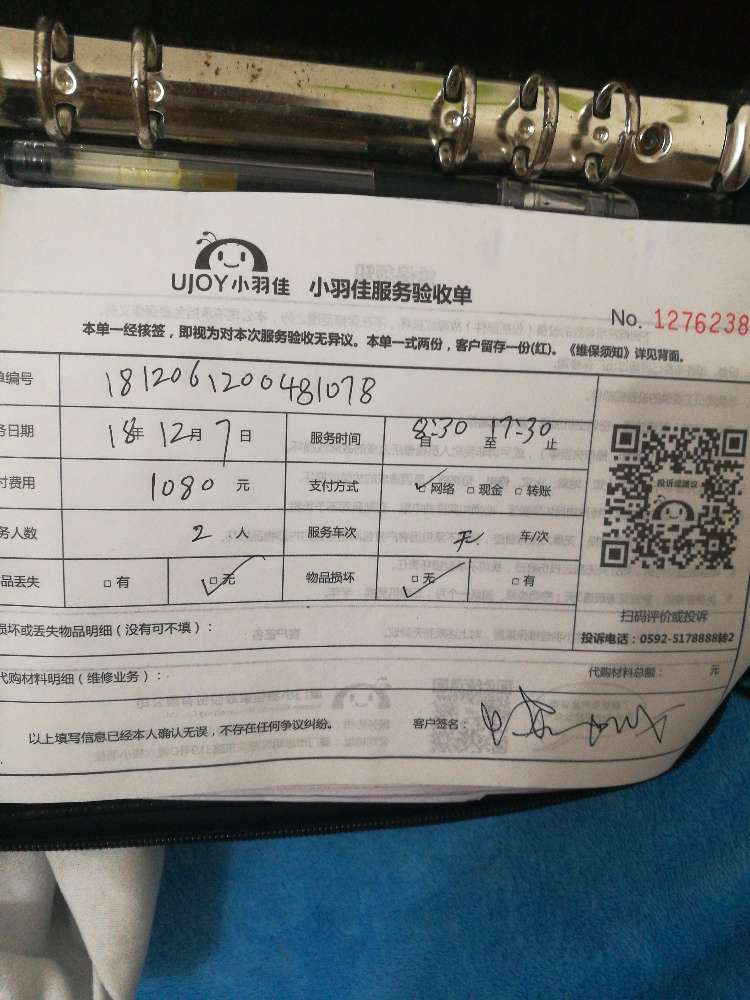 UJOY小羽佳 小羽佳服务验收单
No. 1276238
本单一经核签，即视为对本次服务验收无异议。本单一式两份，客户留存一份(红)。《维保须知》详见背面。
单编号 1812061200481078
务日期 18年 12月 7日 服务时间 自 8:30 至 17:30 止
付费用 1080 元 支付方式 ☑网络 □现金 □转账
务人数 2 人 服务车次 无 车/次
品丢失 □有 ☑无 物品损坏 ☑无 □有
投诉或建议
扫码评价或投诉
投诉电话：0592-5178888转2
损坏或丢失物品明细（没有可不填）：
代购材料明细（维修业务）： 代购材料总额： 元
以上填写信息已经本人确认无误，不存在任何争议纠纷。 客户签名：